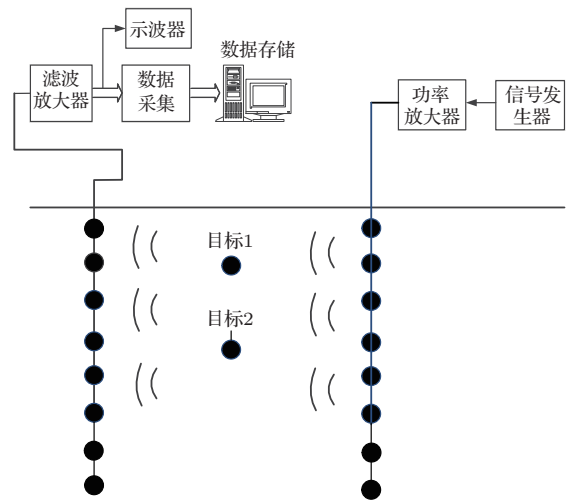 示波器
数据存储
滤波
放大器
数据
采集
功率
放大器
信号发
生器
目标1
目标2